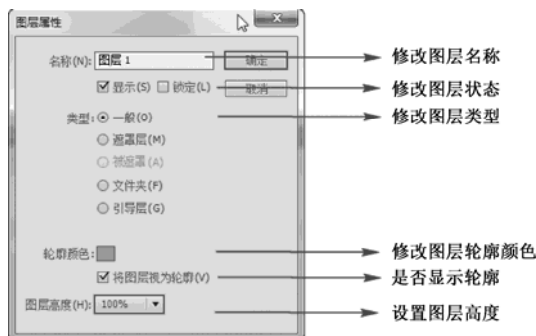 图层属性
名称(N): 图层 1 确定 修改图层名称
显示(S) 锁定(L) 取消 修改图层状态
类型: 一般(O) 修改图层类型
遮罩层(M)
被遮罩(A)
文件夹(F)
引导层(G)
轮廓颜色: 修改图层轮廓颜色
将图层视为轮廓(V) 是否显示轮廓
图层高度(H): 100% 设置图层高度